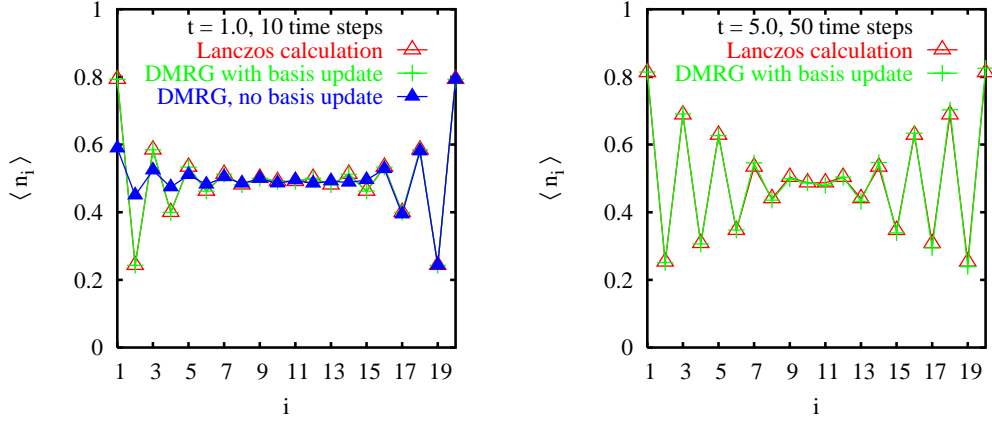 t = 1.0, 10 time steps
Lanczos calculation
DMRG with basis update
DMRG, no basis update
1
0.8
0.6
0.4
0.2
0
⟨ n_i ⟩
1 3 5 7 9 11 13 15 17 19
i
t = 5.0, 50 time steps
Lanczos calculation
DMRG with basis update
1
0.8
0.6
0.4
0.2
0
⟨ n_i ⟩
1 3 5 7 9 11 13 15 17 19
i